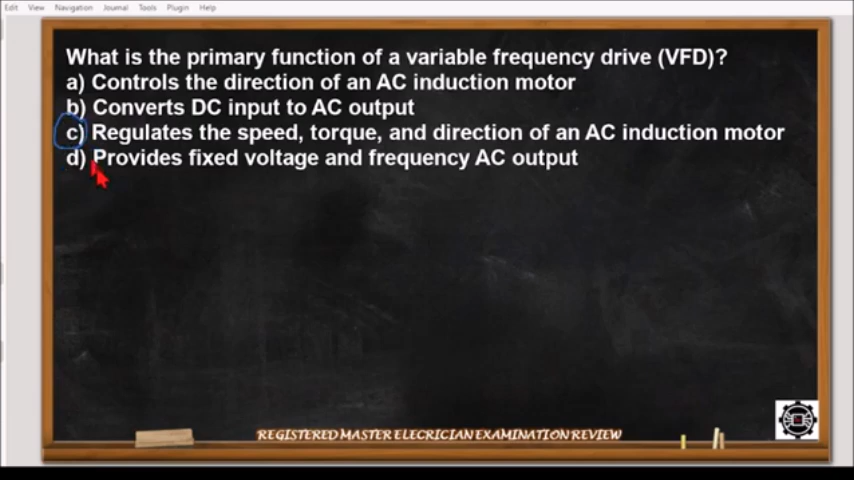 Edit View Navigation Journal Tools Plugin Help
What is the primary function of a variable frequency drive (VFD)?
a) Controls the direction of an AC induction motor
b) Converts DC input to AC output
c) Regulates the speed, torque, and direction of an AC induction motor
d) Provides fixed voltage and frequency AC output
REGISTERED MASTER ELECRICIAN EXAMINATION REVIEW